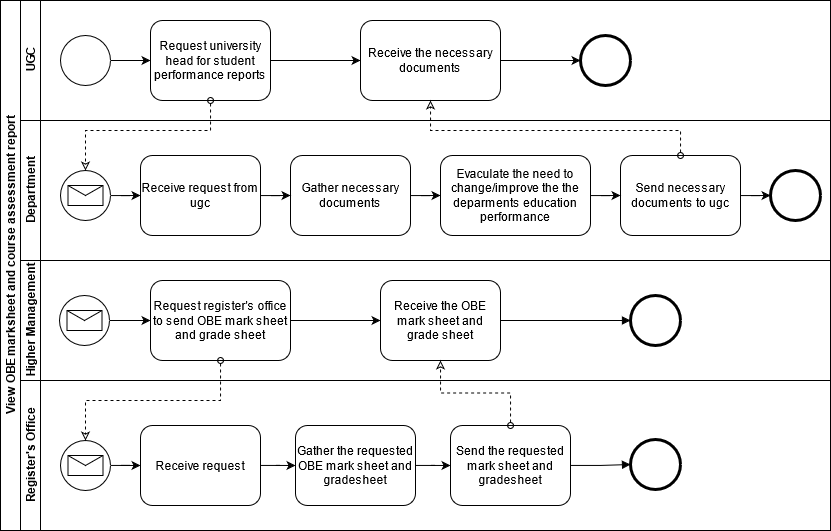 View OBE marksheet and course assessment report
UGC
Request university
head for student
performance reports
Receive the necessary
documents
Department
Receive request from
ugc
Gather necessary
documents
Evaculate the need to
change/improve the the
deparments education
performance
Send necessary
documents to ugc
Higher Management
Request register's office
to send OBE mark sheet
and grade sheet
Receive the OBE
mark sheet and
grade sheet
Register's Office
Receive request
Gather the requested
OBE mark sheet and
gradesheet
Send the requested
mark sheet and
gradesheet